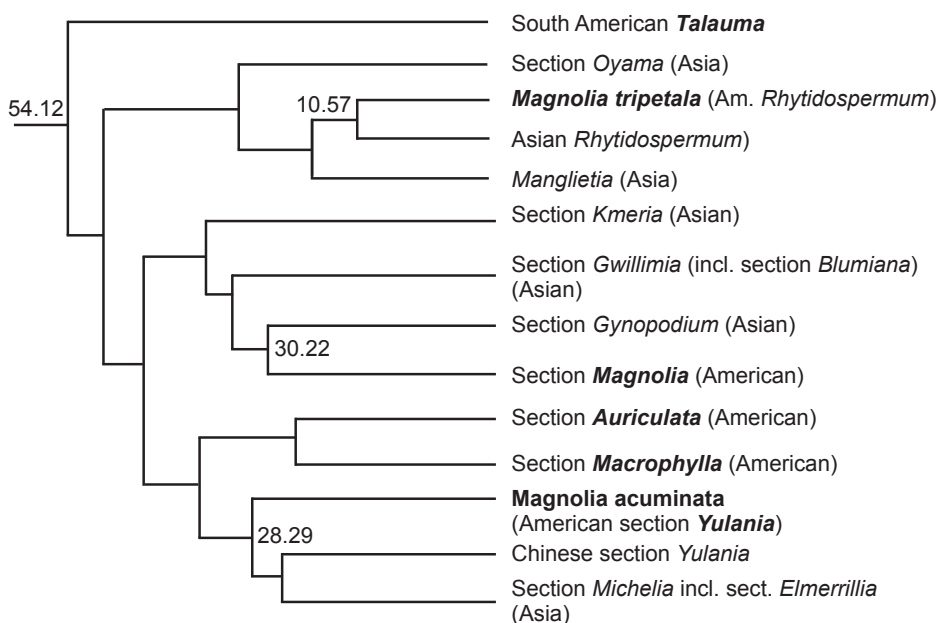 South American Talauma
Section Oyama (Asia)
54.12
10.57
Magnolia tripetala (Am. Rhytidospermum)
Asian Rhytidospermum)
Manglietia (Asia)
Section Kmeria (Asian)
Section Gwillimia (incl. section Blumiana)
(Asian)
Section Gynopodium (Asian)
30.22
Section Magnolia (American)
Section Auriculata (American)
Section Macrophylla (American)
Magnolia acuminata
(American section Yulania)
28.29
Chinese section Yulania
Section Michelia incl. sect. Elmerrillia
(Asia)